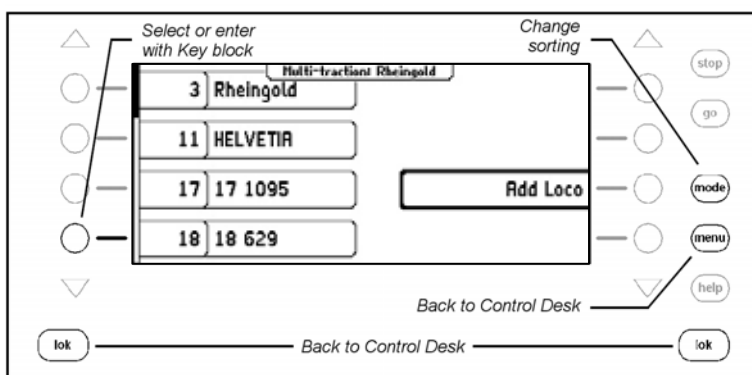 Select or enter
with Key block
Change
sorting
stop
Multi-traction: Rheingold
3 Rheingold
go
11 HELVETIA
17 17 1095
Add Loco
mode
18 18 629
menu
help
Back to Control Desk
lok
Back to Control Desk
lok